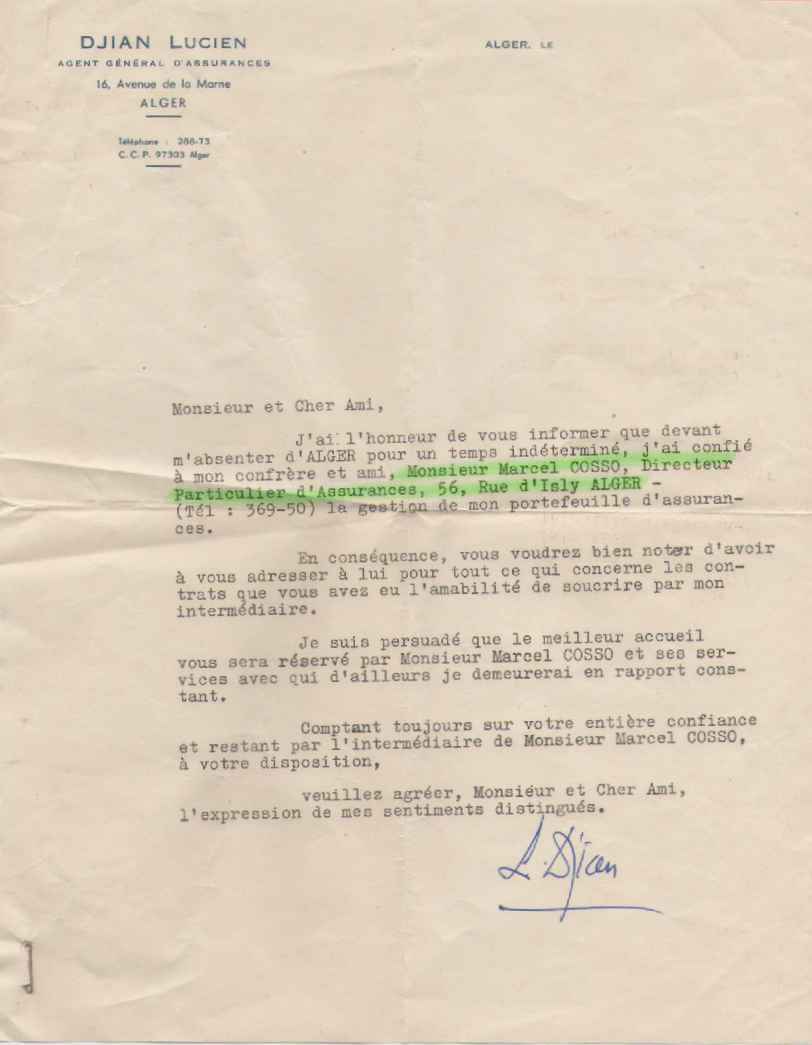 DJIAN LUCIEN
AGENT GÉNÉRAL D'ASSURANCES
16, Avenue de la Marne
ALGER
Téléphone : 288-73
C. C. P. 97303 Alger
ALGER, LE
Monsieur et Cher Ami,
J'ai l'honneur de vous informer que devant
m'absenter d'ALGER pour un temps indéterminé, j'ai confié
à mon confrère et ami, Monsieur Marcel COSSO, Directeur
Particulier d'Assurances, 56, Rue d'Isly ALGER -
(Tél : 369-50) la gestion de mon portefeuille d'assuran-
ces.
En conséquence, vous voudrez bien noter d'avoir
à vous adresser à lui pour tout ce qui concerne les con-
trats que vous avez eu l'amabilité de soucrire par mon
intermédiaire.
Je suis persuadé que le meilleur accueil
vous sera réservé par Monsieur Marcel COSSO et ses ser-
vices avec qui d'ailleurs je demeurerai en rapport cons-
tant.
Comptant toujours sur votre entière confiance
et restant par l'intermédiaire de Monsieur Marcel COSSO,
à votre disposition,
veuillez agréer, Monsieur et Cher Ami,
l'expression de mes sentiments distingués.
L. Djian